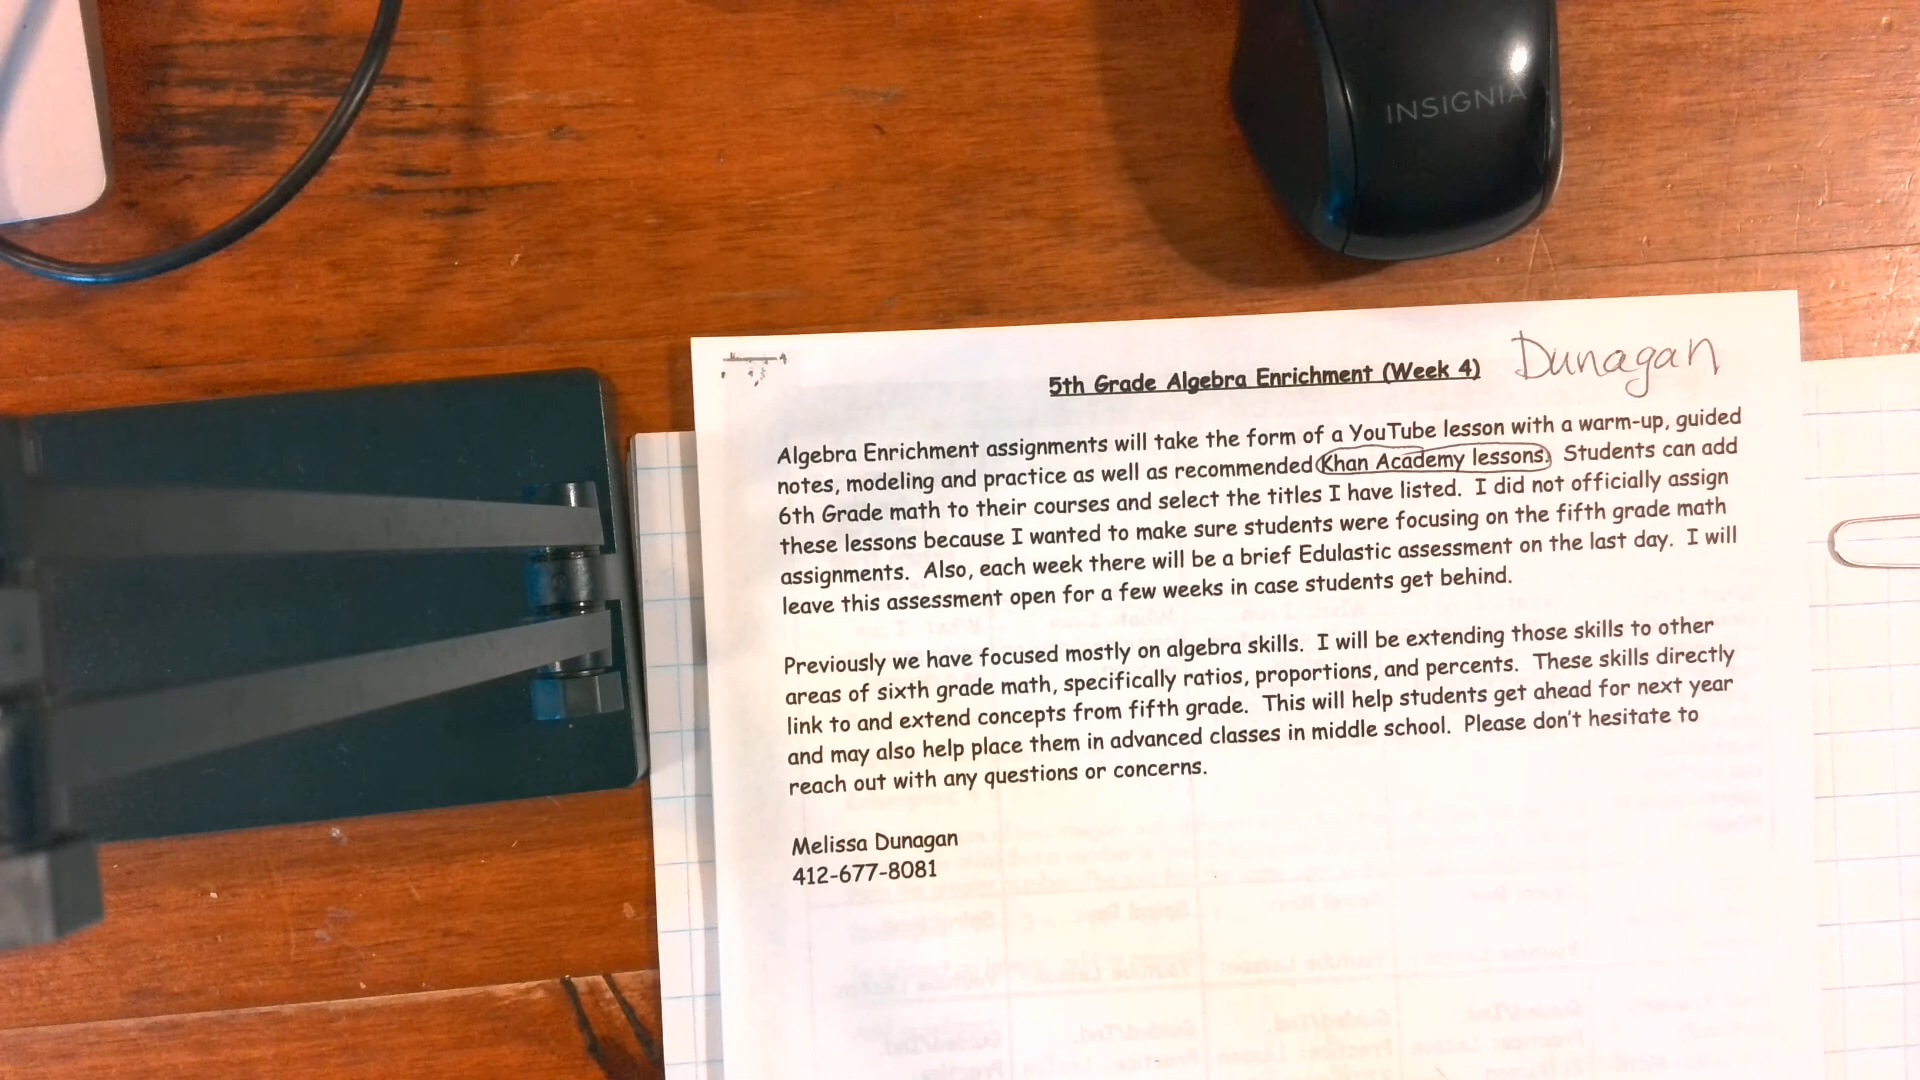 INSIGNIA
5th Grade Algebra Enrichment (Week 4) Dunagan
Algebra Enrichment assignments will take the form of a YouTube lesson with a warm-up, guided
notes, modeling and practice as well as recommended Khan Academy lessons. Students can add
6th Grade math to their courses and select the titles I have listed. I did not officially assign
these lessons because I wanted to make sure students were focusing on the fifth grade math
assignments. Also, each week there will be a brief Edulastic assessment on the last day. I will
leave this assessment open for a few weeks in case students get behind.
Previously we have focused mostly on algebra skills. I will be extending those skills to other
areas of sixth grade math, specifically ratios, proportions, and percents. These skills directly
link to and extend concepts from fifth grade. This will help students get ahead for next year
and may also help place them in advanced classes in middle school. Please don't hesitate to
reach out with any questions or concerns.
Melissa Dunagan
412-677-8081